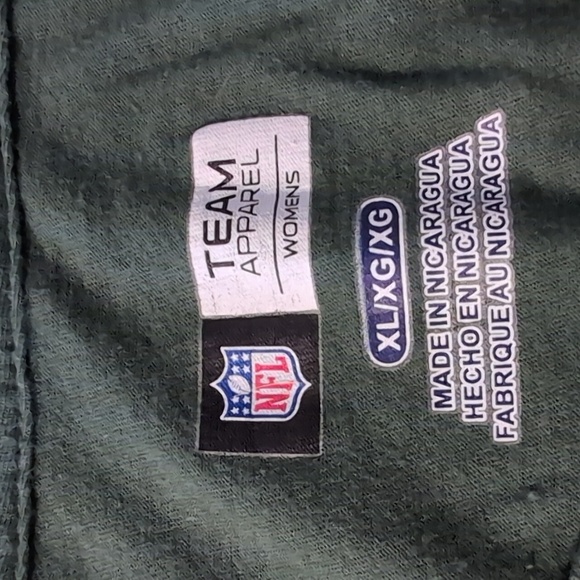 TEAM
APPAREL
WOMENS
NFL
XL/XG/XG
MADE IN NICARAGUA
HECHO EN NICARAGUA
FABRIQUE AU NICARAGUA